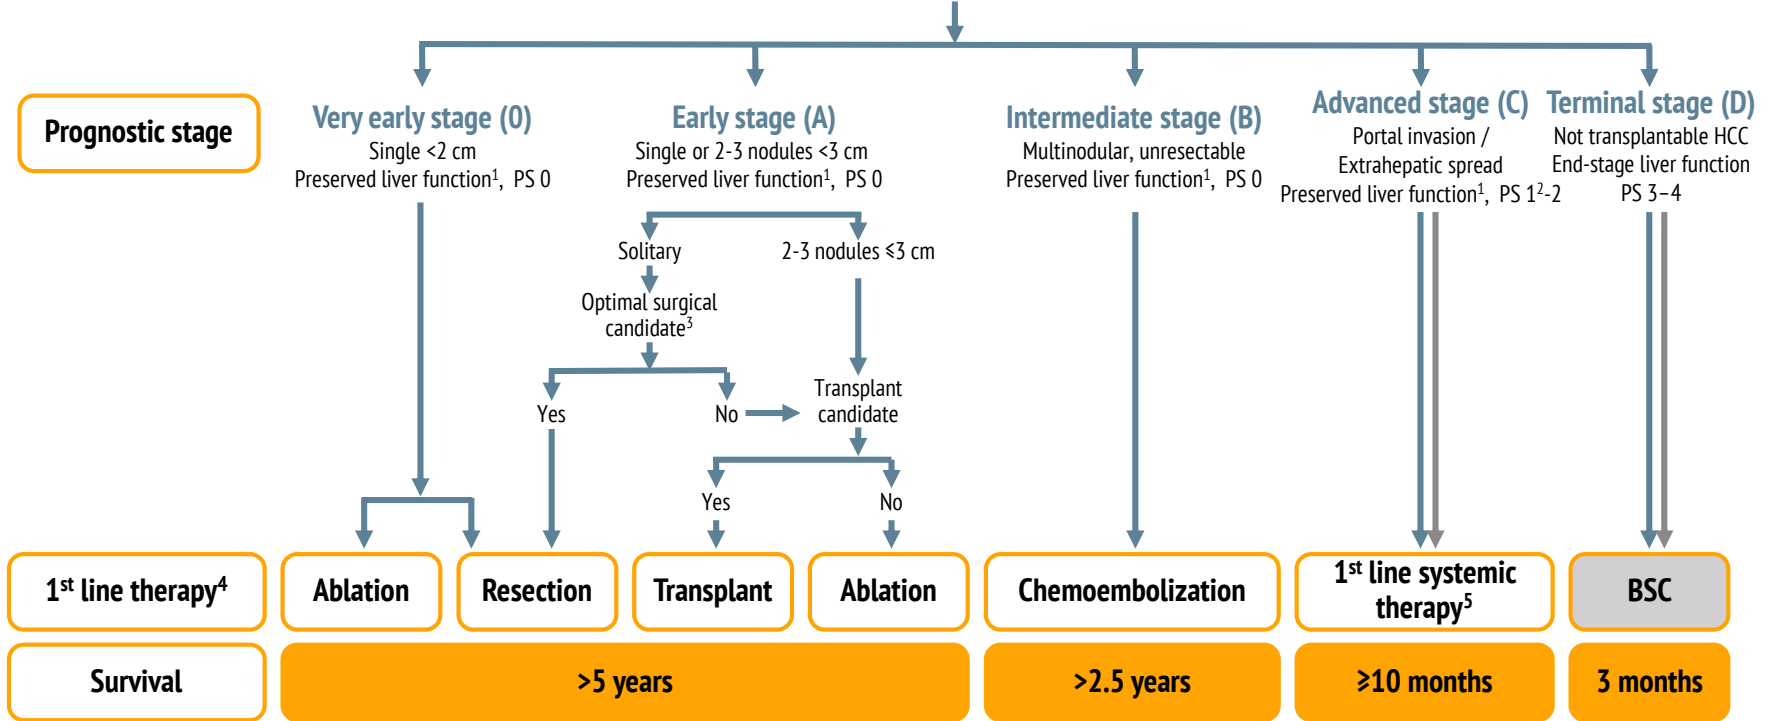 Prognostic stage
Very early stage (0)
Single <2 cm
Preserved liver function¹, PS 0
Early stage (A)
Single or 2-3 nodules <3 cm
Preserved liver function¹, PS 0
Intermediate stage (B)
Multinodular, unresectable
Preserved liver function¹, PS 0
Advanced stage (C)
Portal invasion /
Extrahepatic spread
Preserved liver function¹, PS 1²-2
Terminal stage (D)
Not transplantable HCC
End-stage liver function
PS 3–4
Solitary
2-3 nodules ⩽3 cm
Optimal surgical
candidate³
Transplant
candidate
Yes
No
Yes
No
1st line therapy⁴
Ablation
Resection
Transplant
Ablation
Chemoembolization
1st line systemic
therapy⁵
BSC
Survival
>5 years
>2.5 years
⩾10 months
3 months